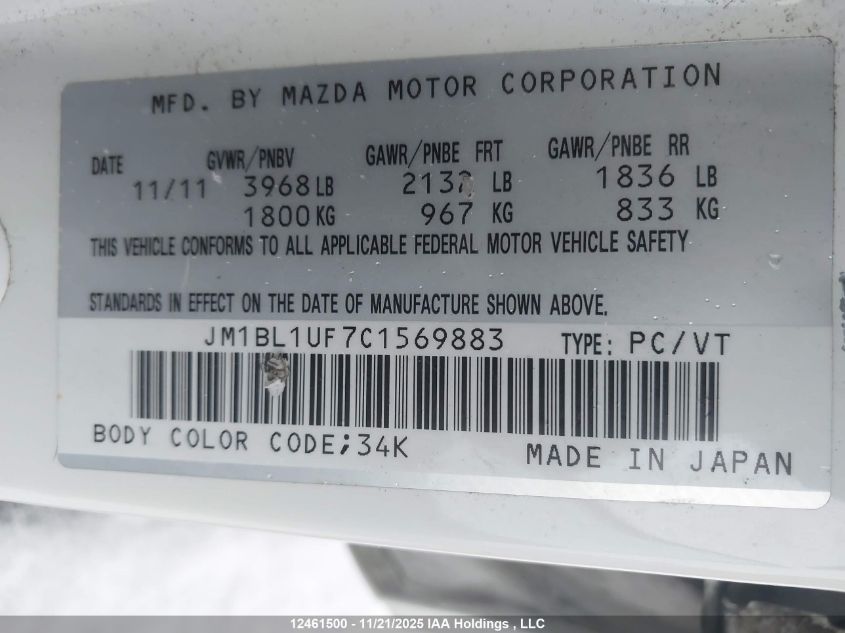 MFD. BY MAZDA MOTOR CORPORATION
DATE GVWR/PNBV GAWR/PNBE FRT GAWR/PNBE RR
11/11 3968 LB LB 1836 LB
1800 KG 967 KG 833 KG
THIS VEHICLE CONFORMS TO ALL APPLICABLE FEDERAL MOTOR VEHICLE SAFETY
STANDARDS IN EFFECT ON THE DATE OF MANUFACTURE SHOWN ABOVE.
JM1BL1UF7C1569883 TYPE: PC/VT
BODY COLOR CODE;34K MADE IN JAPAN
12461500 - 11/21/2025 IAA Holdings , LLC